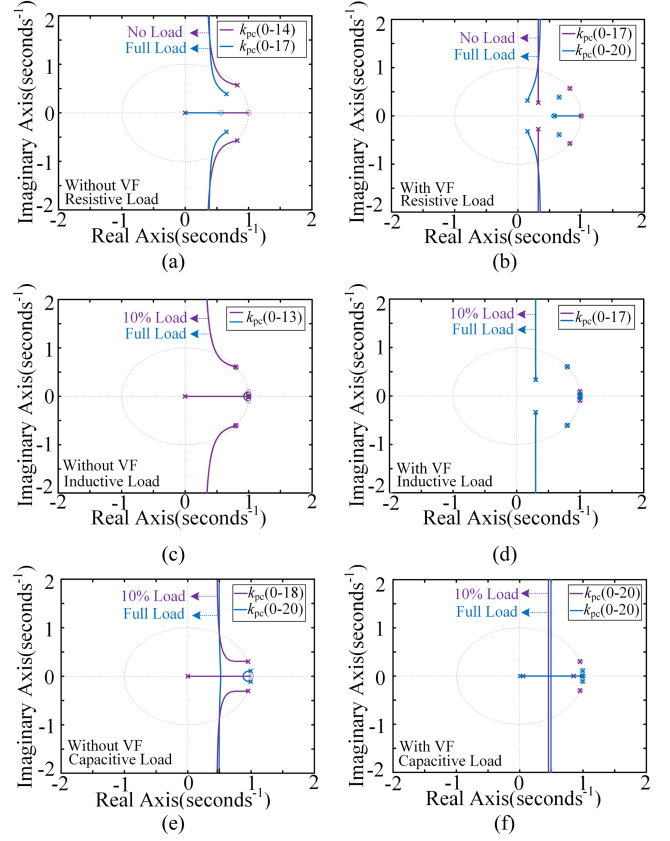 No Load
Full Load
kpc(0-14)
kpc(0-17)
Imaginary Axis(seconds-1)
2
1
0
-1
-2
Without VF
Resistive Load
-2 -1 0 1 2
Real Axis(seconds-1)
(a)
No Load
Full Load
kpc(0-17)
kpc(0-20)
Imaginary Axis(seconds-1)
2
1
0
-1
-2
With VF
Resistive Load
-2 -1 0 1 2
Real Axis(seconds-1)
(b)
10% Load
Full Load
kpc(0-13)
Imaginary Axis(seconds-1)
2
1
0
-1
-2
Without VF
Inductive Load
-2 -1 0 1 2
Real Axis(seconds-1)
(c)
10% Load
Full Load
kpc(0-17)
Imaginary Axis(seconds-1)
2
1
0
-1
-2
With VF
Inductive Load
-2 -1 0 1 2
Real Axis(seconds-1)
(d)
10% Load
Full Load
kpc(0-18)
kpc(0-20)
Imaginary Axis(seconds-1)
2
1
0
-1
-2
Without VF
Capacitive Load
-2 -1 0 1 2
Real Axis(seconds-1)
(e)
10% Load
Full Load
kpc(0-20)
kpc(0-20)
Imaginary Axis(seconds-1)
2
1
0
-1
-2
With VF
Capacitive Load
-2 -1 0 1 2
Real Axis(seconds-1)
(f)